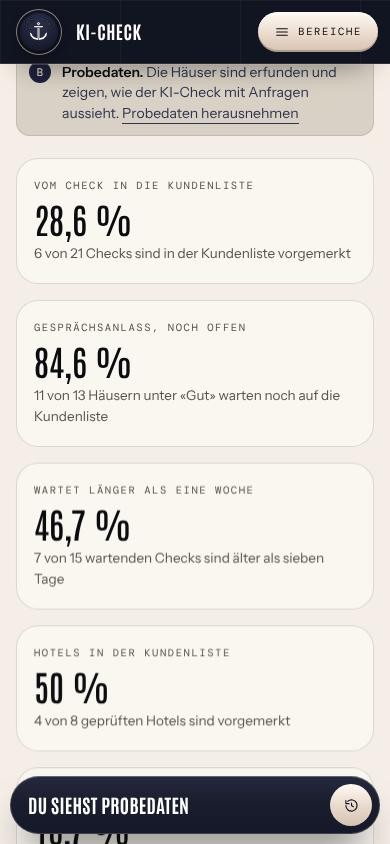 KI-CHECK
BEREICHE
B
Probedaten. Die Häuser sind erfunden und
zeigen, wie der KI-Check mit Anfragen
aussieht. Probedaten herausnehmen
VOM CHECK IN DIE KUNDENLISTE
28,6 %
6 von 21 Checks sind in der Kundenliste vorgemerkt
GESPRÄCHSANLASS, NOCH OFFEN
84,6 %
11 von 13 Häusern unter «Gut» warten noch auf die
Kundenliste
WARTET LÄNGER ALS EINE WOCHE
46,7 %
7 von 15 wartenden Checks sind älter als sieben
Tage
HOTELS IN DER KUNDENLISTE
50 %
4 von 8 geprüften Hotels sind vorgemerkt
DU SIEHST PROBEDATEN